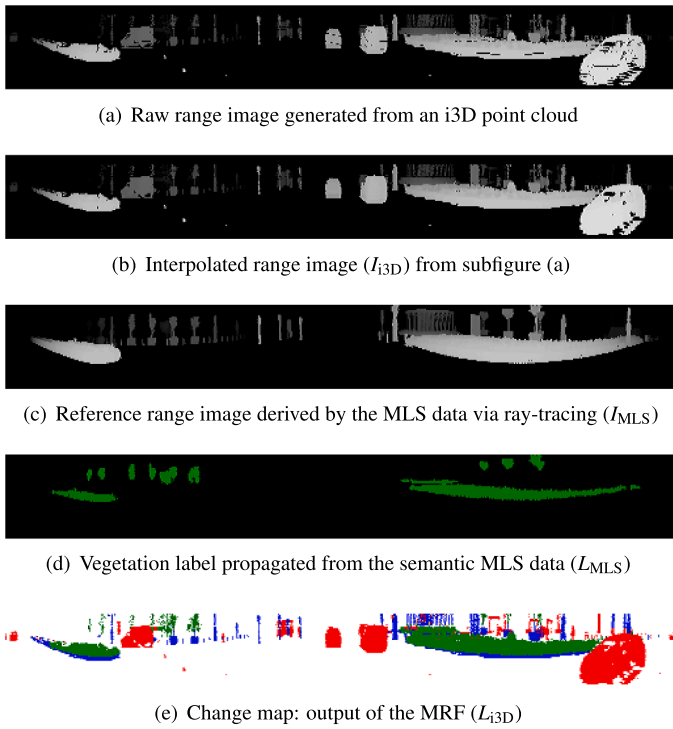 (a) Raw range image generated from an i3D point cloud
(b) Interpolated range image (I_i3D) from subfigure (a)
(c) Reference range image derived by the MLS data via ray-tracing (I_MLS)
(d) Vegetation label propagated from the semantic MLS data (L_MLS)
(e) Change map: output of the MRF (L_i3D)